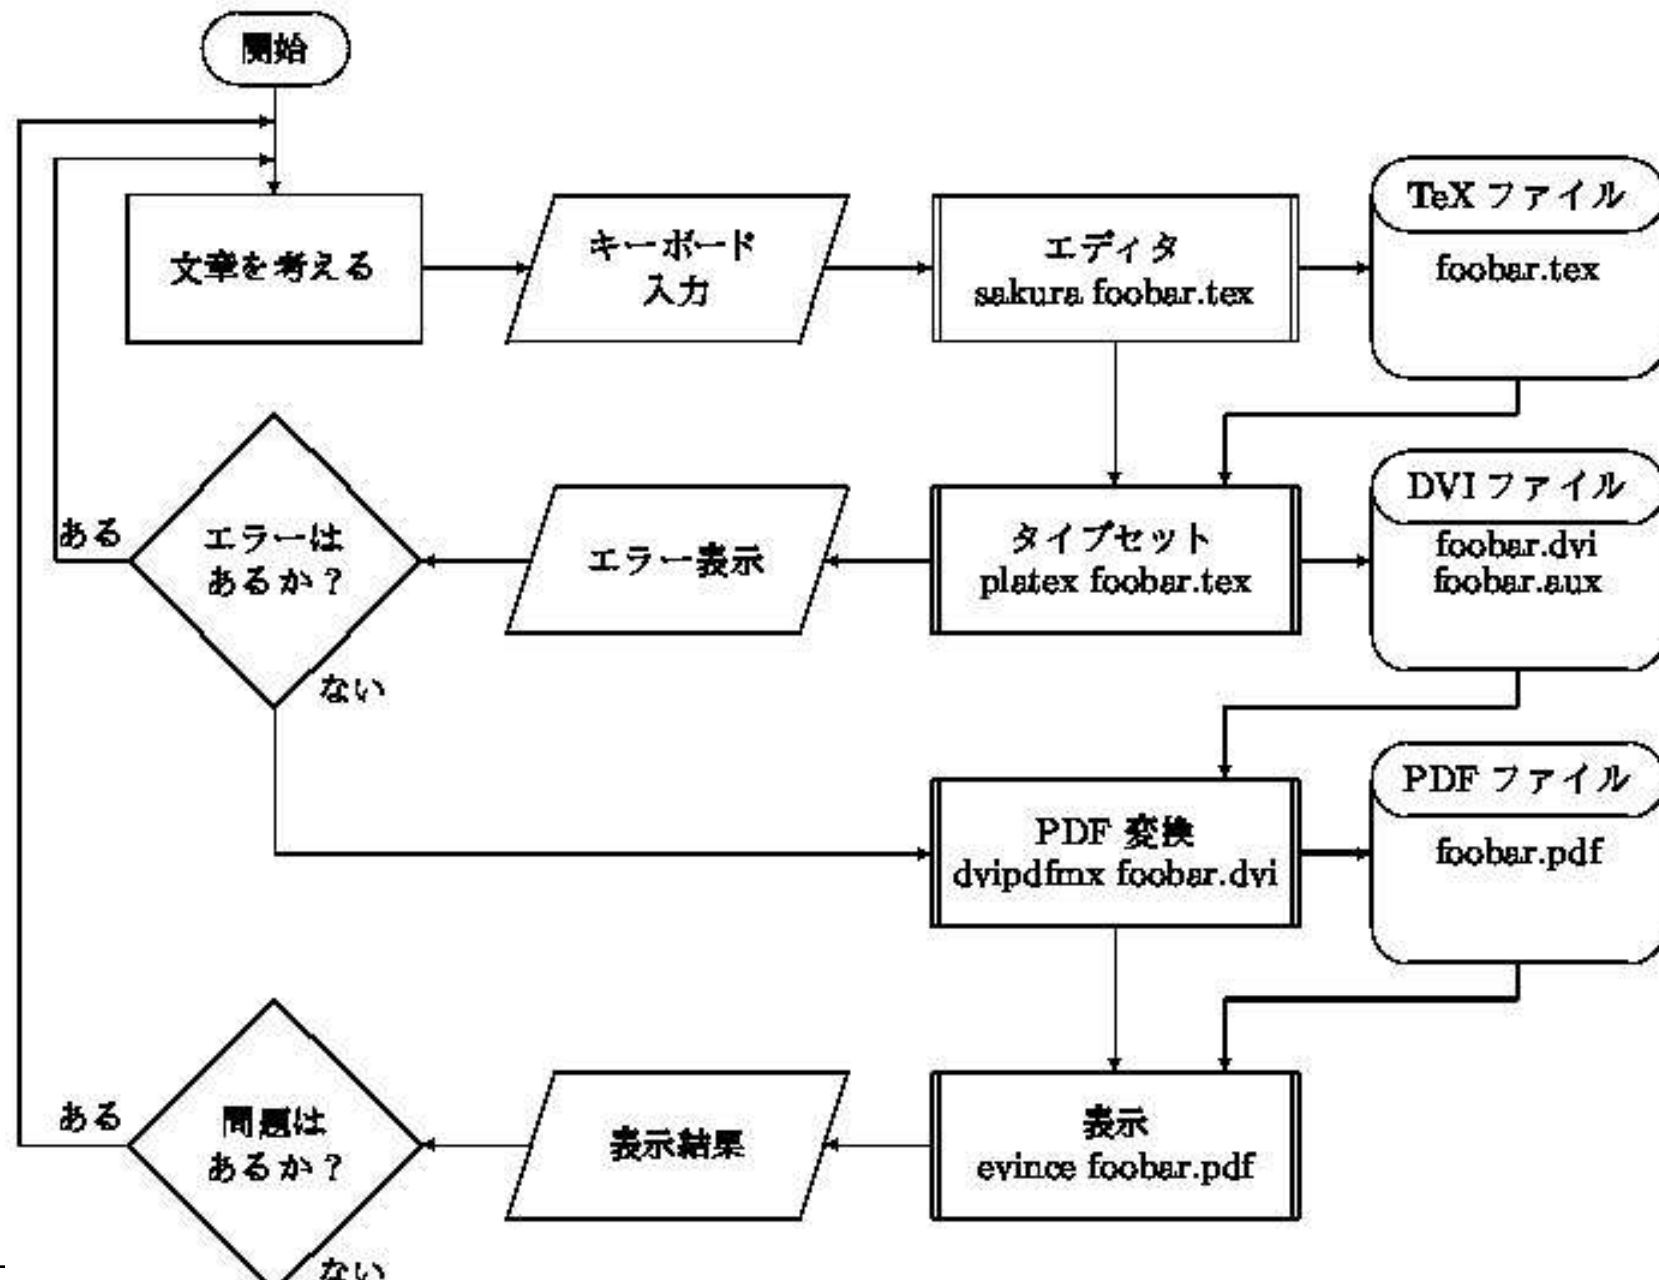 開始
文章を考える
キーボード
入力
エディタ
sakura foobar.tex
TeX ファイル
foobar.tex
ある
エラーは
あるか？
ない
エラー表示
タイプセット
platex foobar.tex
DVI ファイル
foobar.dvi
foobar.aux
PDF 変換
dvipdfmx foobar.dvi
PDF ファイル
foobar.pdf
ある
問題は
あるか？
ない
表示結果
表示
evince foobar.pdf